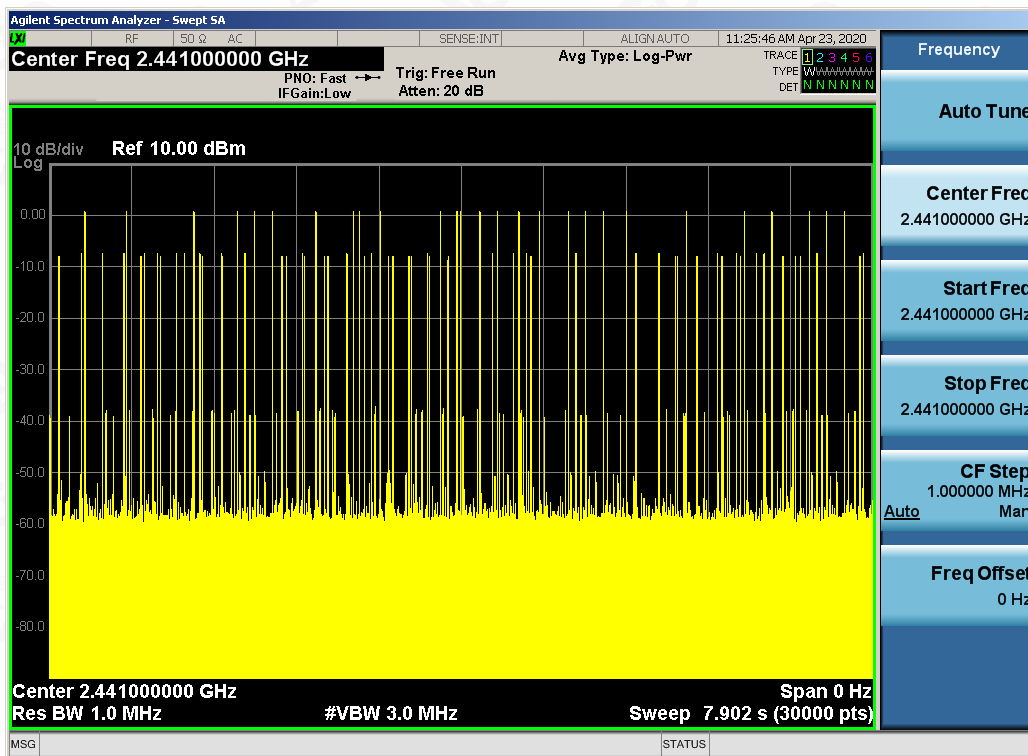 Agilent Spectrum Analyzer - Swept SA
LXI RF 50 Ω AC SENSE:INT ALIGN AUTO 11:25:46 AM Apr 23, 2020
Center Freq 2.441000000 GHz
PNO: Fast
IFGain:Low
Trig: Free Run
Atten: 20 dB
Avg Type: Log-Pwr
TRACE 1 2 3 4 5 6
TYPE WWWWWW
DET N N N N N N
10 dB/div Ref 10.00 dBm
Log
0.00
-10.0
-20.0
-30.0
-40.0
-50.0
-60.0
-70.0
-80.0
Center 2.441000000 GHz Span 0 Hz
Res BW 1.0 MHz #VBW 3.0 MHz Sweep 7.902 s (30000 pts)
MSG STATUS
Frequency
Auto Tune
Center Freq
2.441000000 GHz
Start Freq
2.441000000 GHz
Stop Freq
2.441000000 GHz
CF Step
1.000000 MHz
Auto Man
Freq Offset
0 Hz